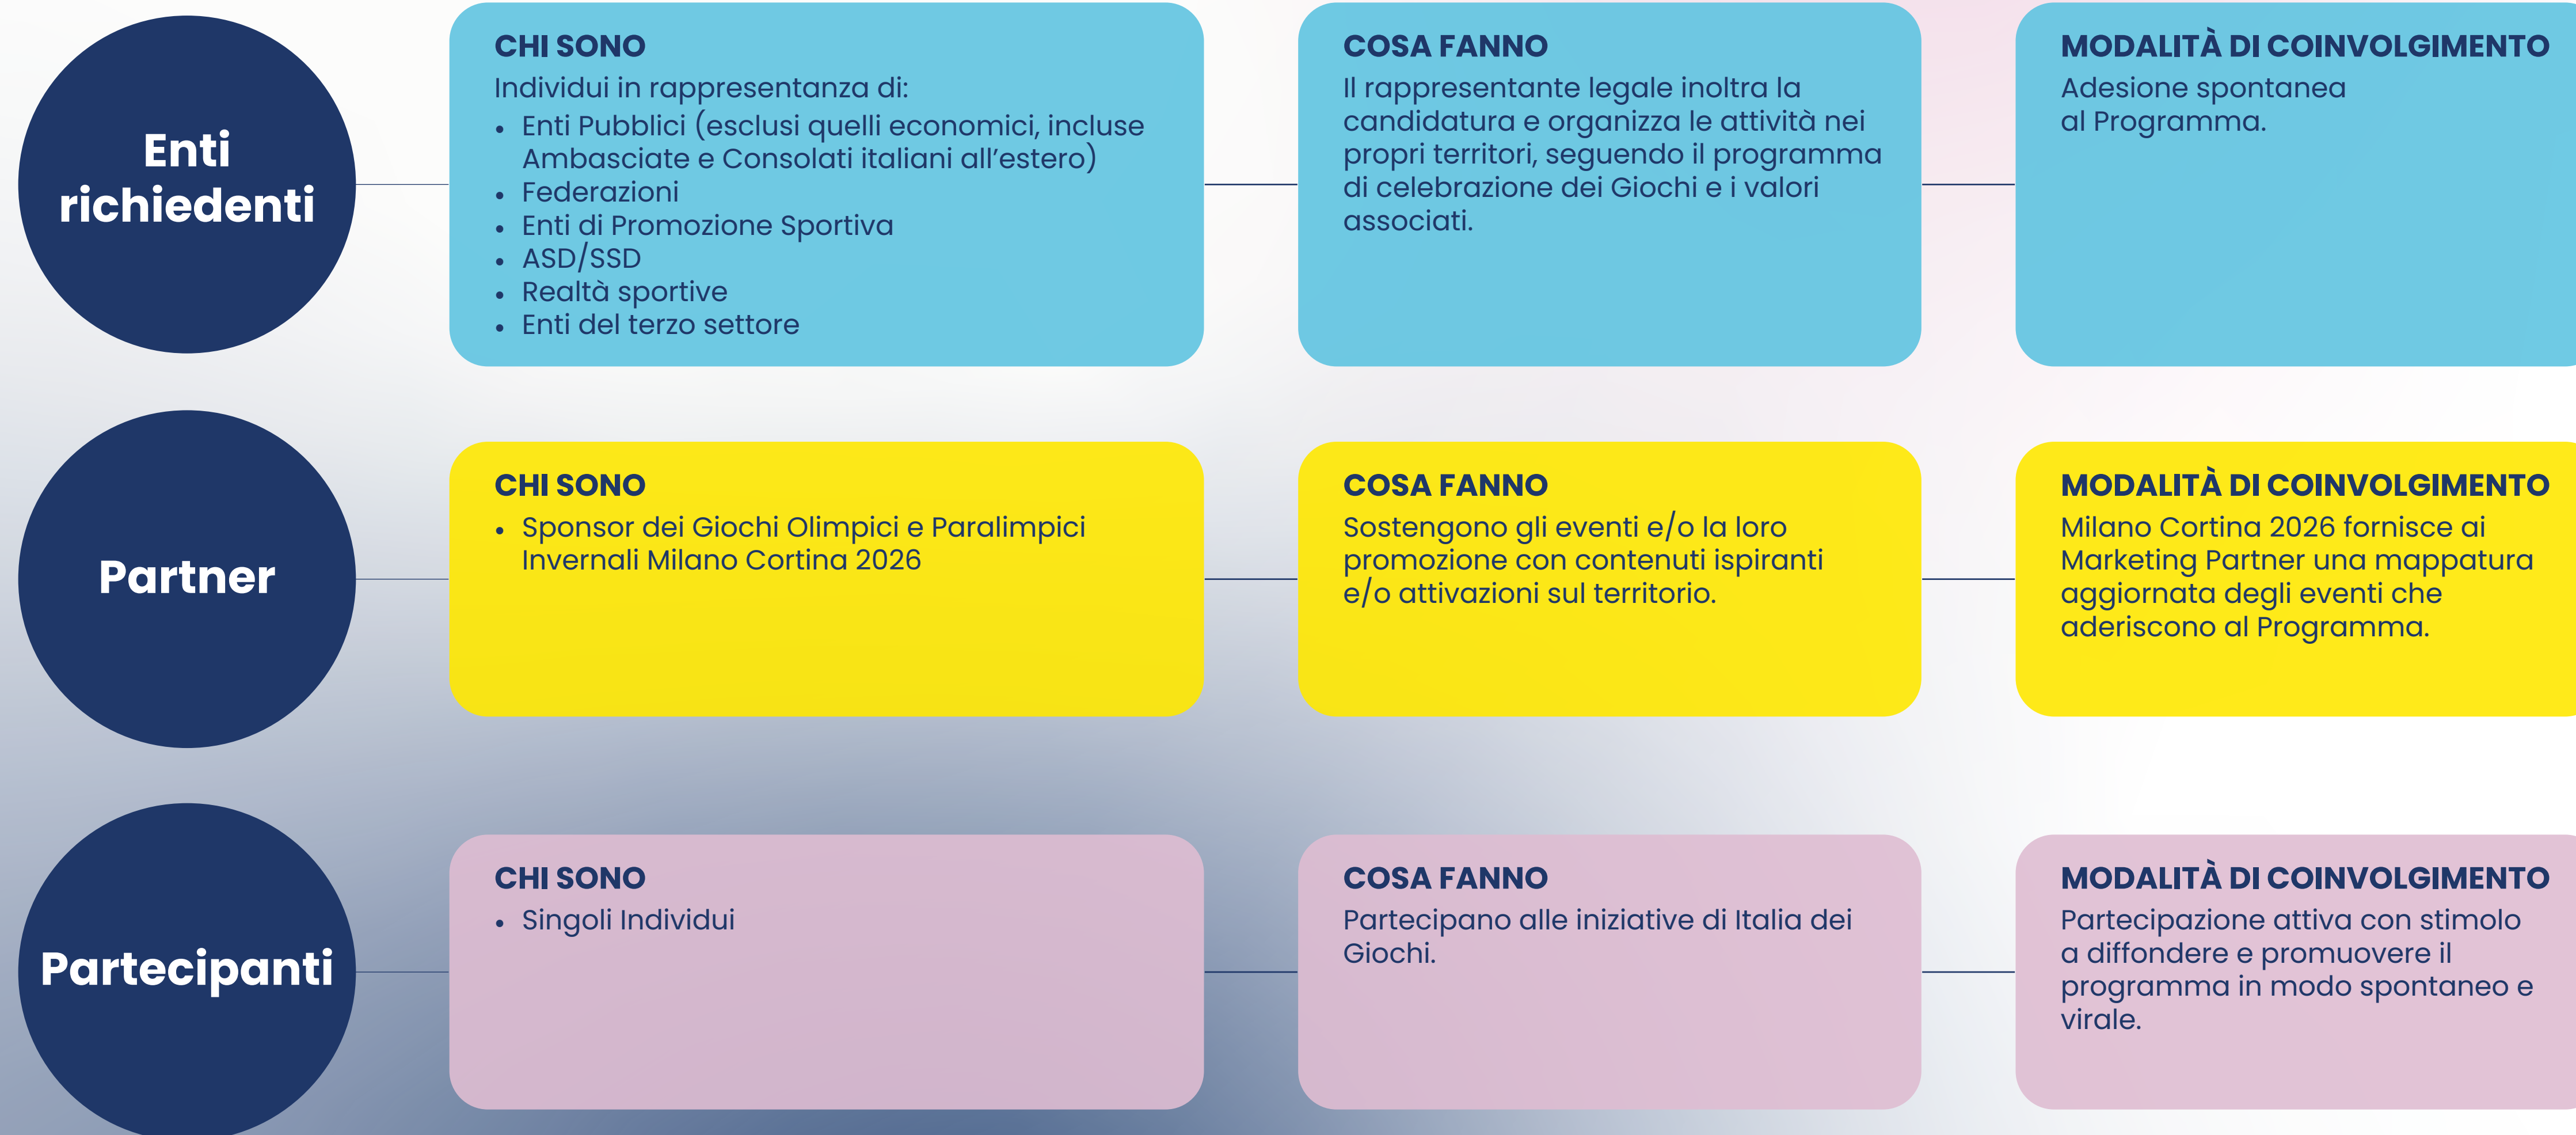 Enti
richiedenti
CHI SONO
Individui in rappresentanza di:
• Enti Pubblici (esclusi quelli economici, incluse
Ambasciate e Consolati italiani all’estero)
• Federazioni
• Enti di Promozione Sportiva
• ASD/SSD
• Realtà sportive
• Enti del terzo settore
COSA FANNO
Il rappresentante legale inoltra la
candidatura e organizza le attività nei
propri territori, seguendo il programma
di celebrazione dei Giochi e i valori
associati.
MODALITÀ DI COINVOLGIMENTO
Adesione spontanea
al Programma.
Partner
CHI SONO
• Sponsor dei Giochi Olimpici e Paralimpici
Invernali Milano Cortina 2026
COSA FANNO
Sostengono gli eventi e/o la loro
promozione con contenuti ispiranti
e/o attivazioni sul territorio.
MODALITÀ DI COINVOLGIMENTO
Milano Cortina 2026 fornisce ai
Marketing Partner una mappatura
aggiornata degli eventi che
aderiscono al Programma.
Partecipanti
CHI SONO
• Singoli Individui
COSA FANNO
Partecipano alle iniziative di Italia dei
Giochi.
MODALITÀ DI COINVOLGIMENTO
Partecipazione attiva con stimolo
a diffondere e promuovere il
programma in modo spontaneo e
virale.